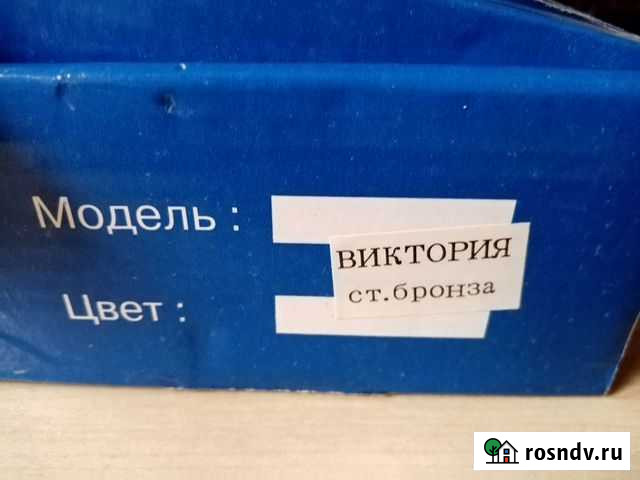 Модель :
ВИКТОРИЯ
Цвет :
ст.бронза
rosndv.ru